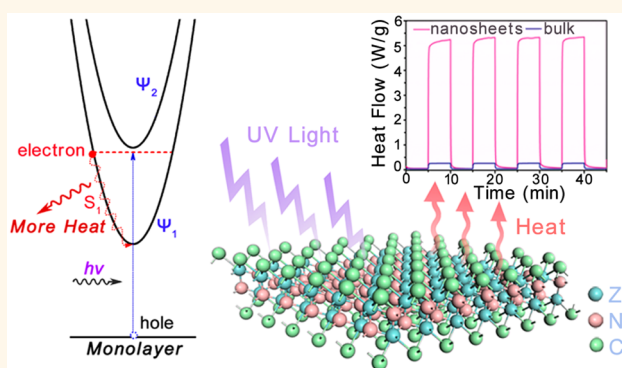 Ψ2
electron
S1
Ψ1
More Heat
hν
hole
Monolayer
UV Light
nanosheets bulk
Heat Flow (W/g)
6
5
4
3
2
1
0
0 10 20 30 40
Time (min)
Heat
Z
N
C